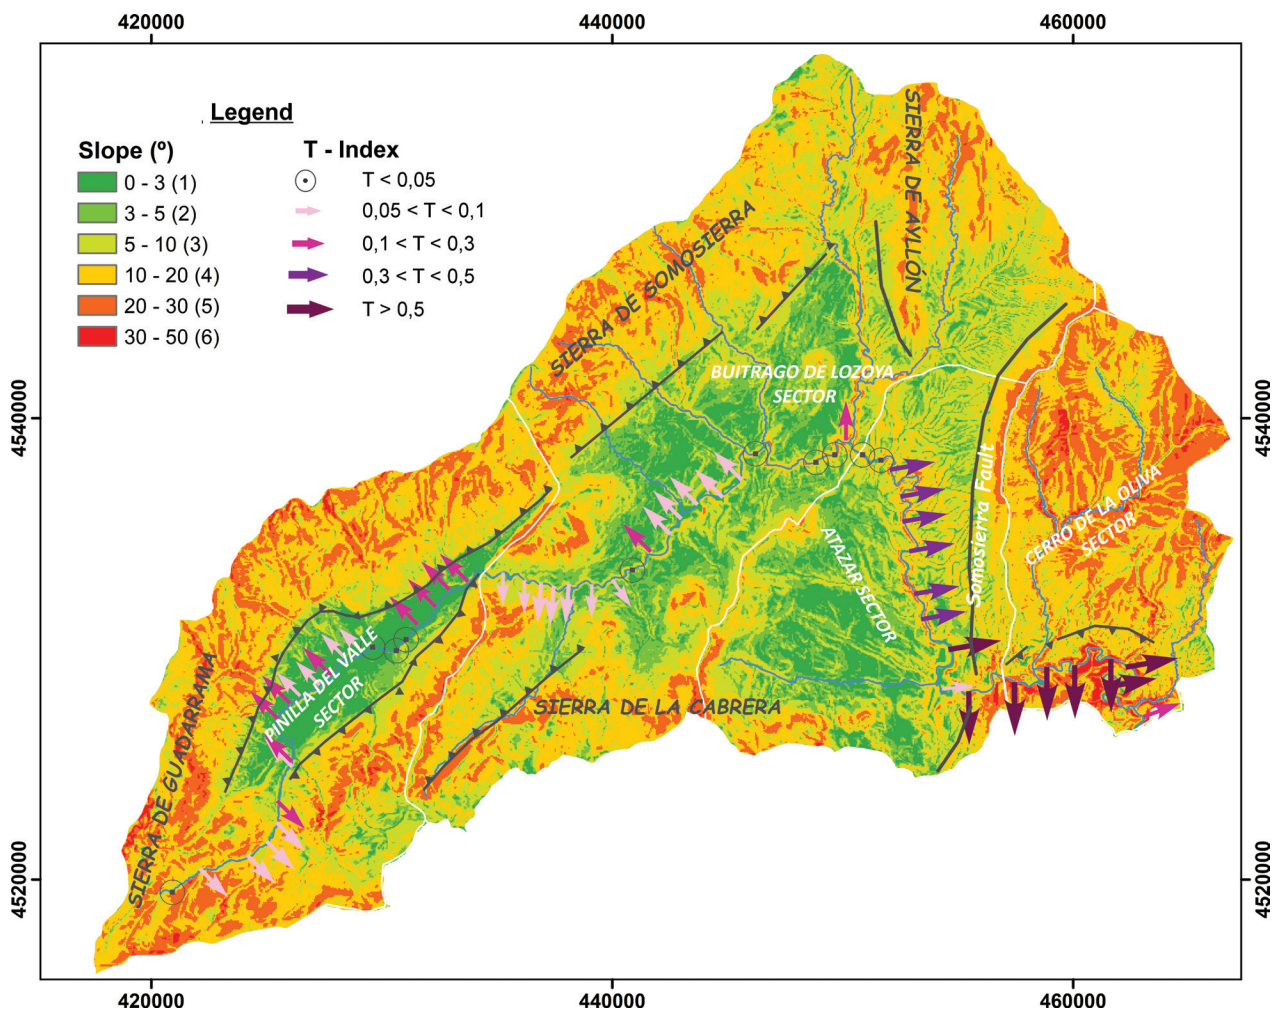 420000
440000
460000
Legend
Slope (º)
0 - 3 (1)
3 - 5 (2)
5 - 10 (3)
10 - 20 (4)
20 - 30 (5)
30 - 50 (6)
T - Index
T < 0,05
0,05 < T < 0,1
0,1 < T < 0,3
0,3 < T < 0,5
T > 0,5
SIERRA DE AYLLÓN
SIERRA DE SOMOSIERRA
BUITRAGO DE LOZOYA
SECTOR
4540000
4540000
Somosierra Fault
CERRO DE LA OLIVA
SECTOR
ATAZAR SECTOR
PINILLA DEL VALLE
SECTOR
SIERRA DE GUADARRAMA
SIERRA DE LA CABRERA
4520000
4520000
420000
440000
460000